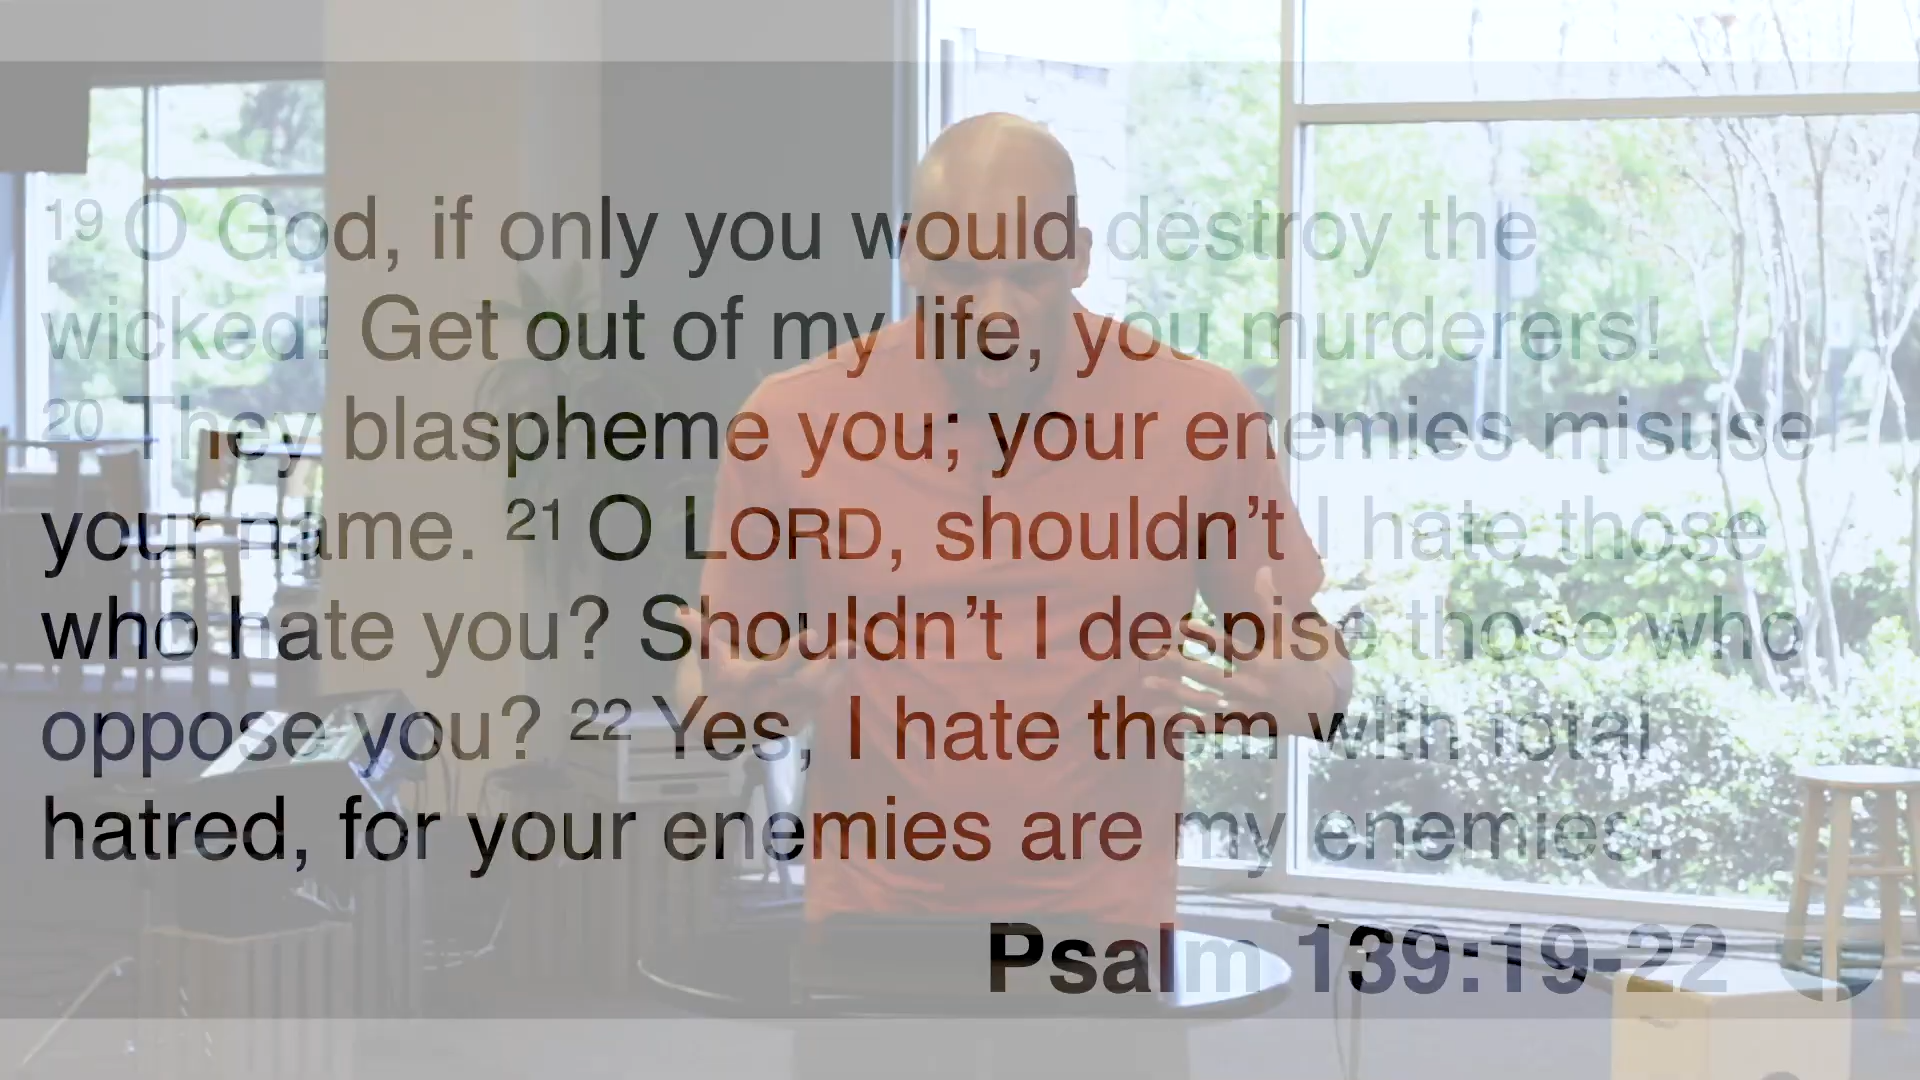 19 O God, if only you would destroy the
wicked! Get out of my life, you murderers!
20 They blaspheme you; your enemies misuse
your name. 21 O LORD, shouldn’t I hate those
who hate you? Shouldn’t I despise those who
oppose you? 22 Yes, I hate them with total
hatred, for your enemies are my enemies.
Psalm 139:19-22